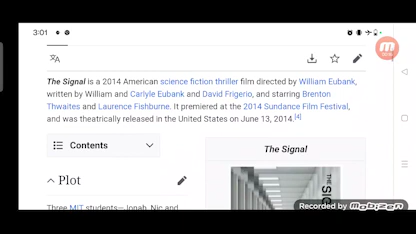 3:01
The Signal is a 2014 American science fiction thriller film directed by William Eubank,
written by William and Carlyle Eubank and David Frigerio, and starring Brenton
Thwaites and Laurence Fishburne. It premiered at the 2014 Sundance Film Festival,
and was theatrically released in the United States on June 13, 2014.[4]
Contents
The Signal
Plot
THE SIG
Three MIT students— Jonah, Nic and
Recorded by MOBIZEN